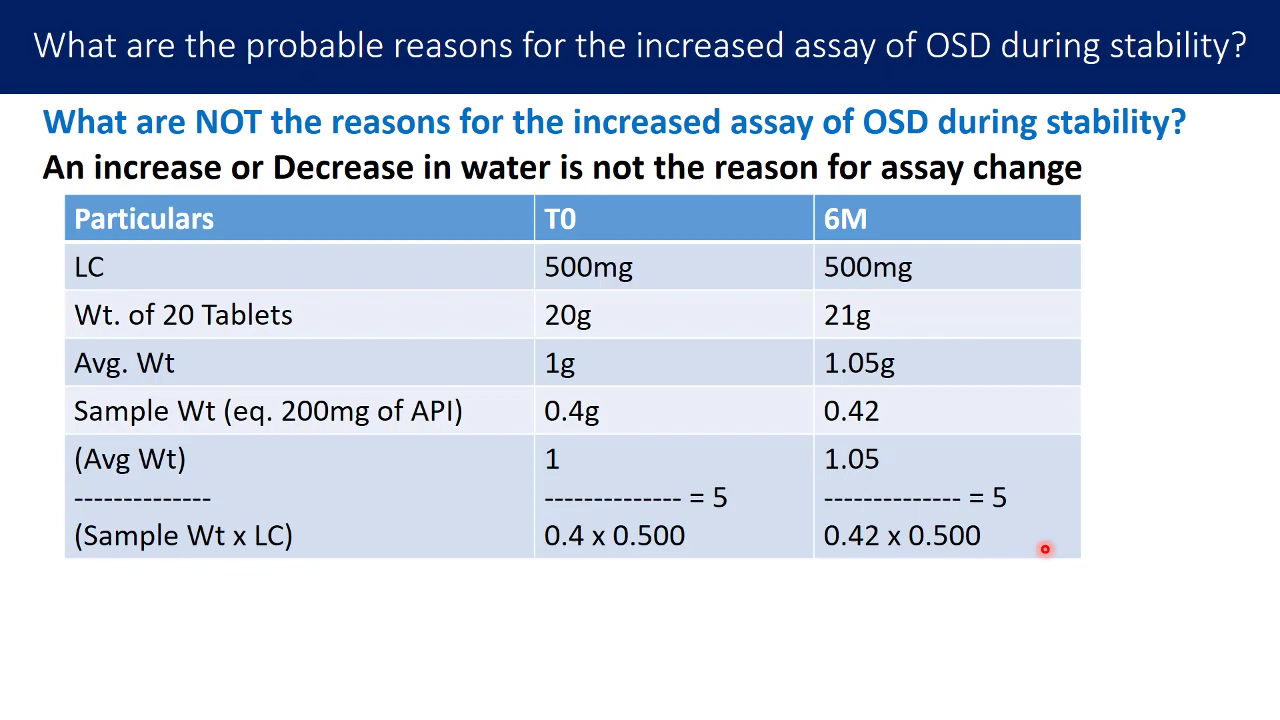 What are the probable reasons for the increased assay of OSD during stability?
What are NOT the reasons for the increased assay of OSD during stability?
An increase or Decrease in water is not the reason for assay change
Particulars T0 6M
LC 500mg 500mg
Wt. of 20 Tablets 20g 21g
Avg. Wt 1g 1.05g
Sample Wt (eq. 200mg of API) 0.4g 0.42
(Avg Wt) 1 1.05
-------------- -------------- = 5 -------------- = 5
(Sample Wt x LC) 0.4 x 0.500 0.42 x 0.500